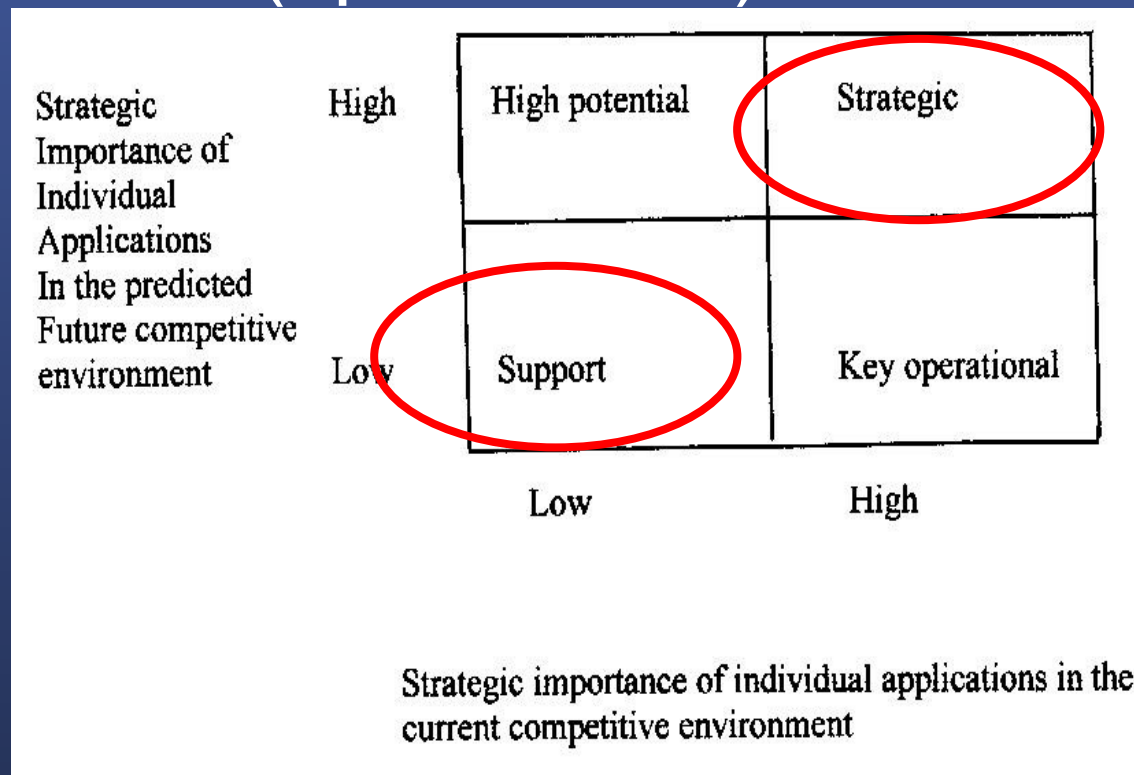 Strategic
Importance of
Individual
Applications
In the predicted
Future competitive
environment
High
Low
High potential
Strategic
Support
Key operational
Low
High
Strategic importance of individual applications in the
current competitive environment